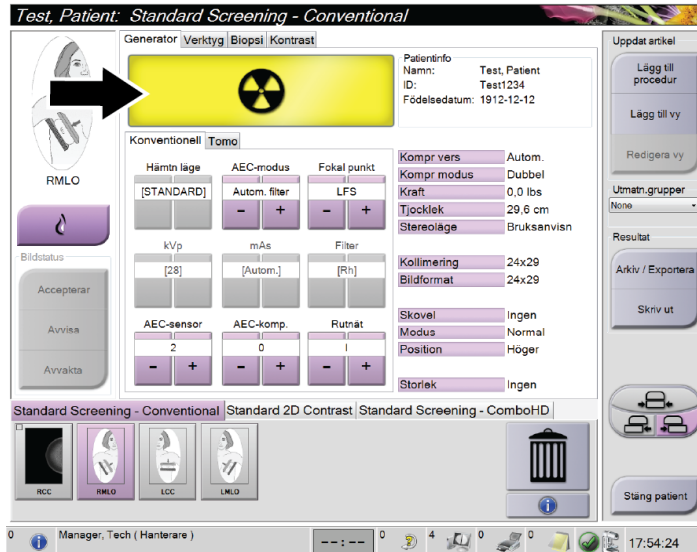 Test, Patient: Standard Screening - Conventional
Generator Verktyg Biopsi Kontrast
Patientinfo
Namn: Test, Patient
ID: Test1234
Födelsedatum: 1912-12-12
RMLO
Bildstatus
Accepterar
Avvisa
Avvakta
Konventionell Tomo
Hämtn läge AEC-modus Fokal punkt
[STANDARD] Autom. filter LFS
- + - +
kVp mAs Filter
[28] [Autom.] [Rh]
AEC-sensor AEC-komp. Rutnät
2 0 I
- + - + - +
Kompr vers Autom.
Kompr modus Dubbel
Kraft 0,0 lbs
Tjocklek 29,6 cm
Stereoläge Bruksanvisn
Kollimering 24x29
Bildformat 24x29
Skovel Ingen
Modus Normal
Position Höger
Storlek Ingen
Uppdat artikel
Lägg till
procedur
Lägg till vy
Redigera vy
Utmatn.grupper
None
Resultat
Arkiv / Exportera
Skriv ut
Stäng patient
Standard Screening - Conventional Standard 2D Contrast Standard Screening - ComboHD
RCC RMLO LCC LMLO
0 Manager, Tech ( Hanterare ) --:-- 0 4 0 0 17:54:24